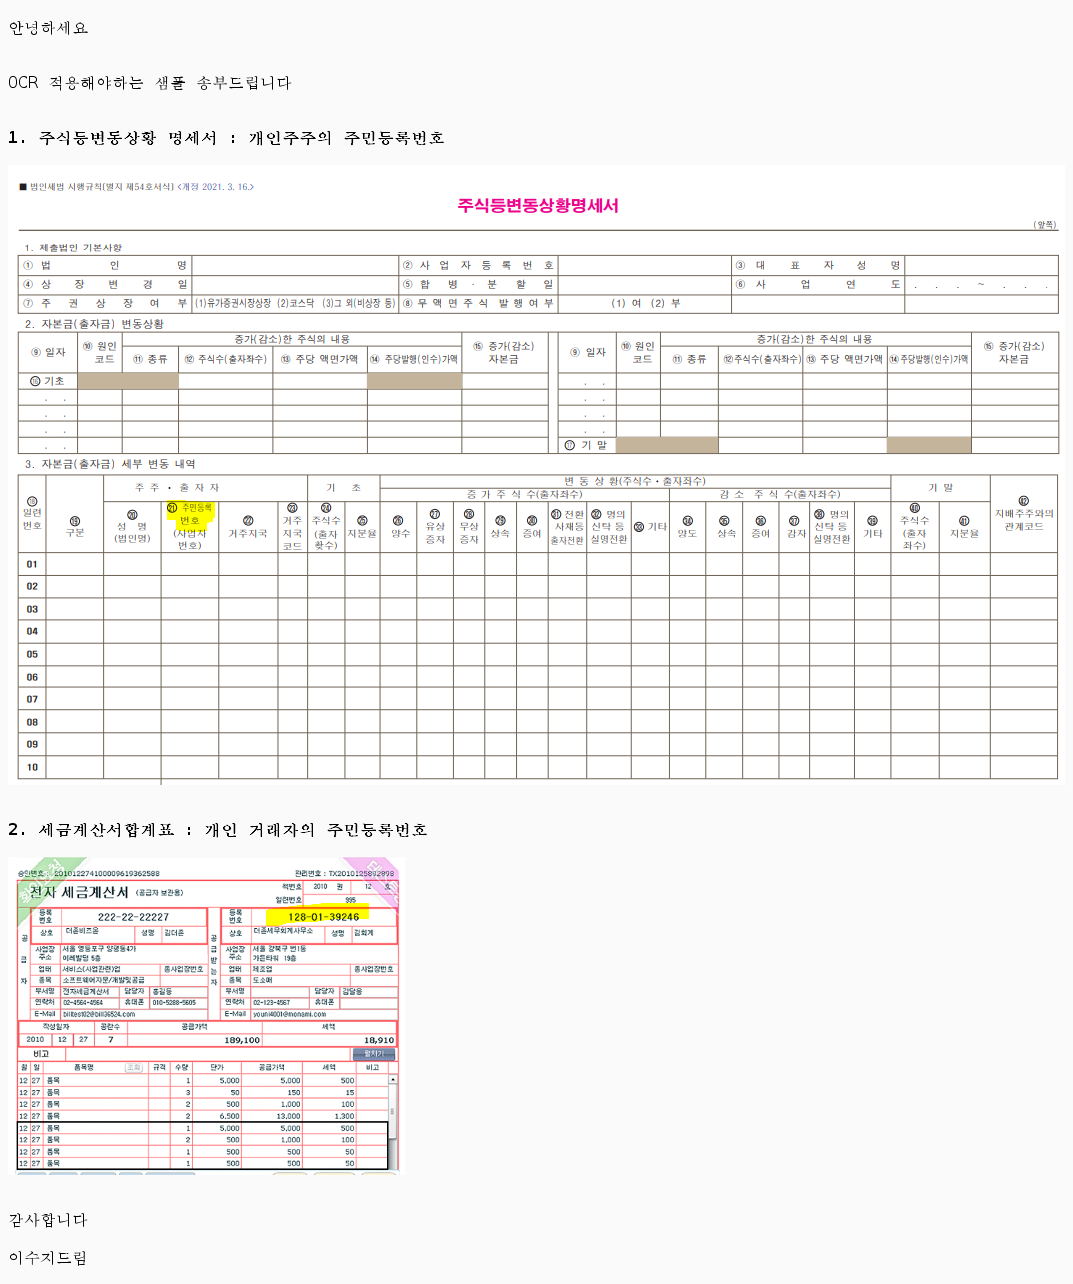 안녕하세요
OCR 적용해야하는 샘플 송부드립니다
1. 주식등변동상황 명세서 : 개인주주의 주민등록번호
■ 법인세법 시행규칙[별지 제54호서식] <개정 2021. 3. 16.>
주식등변동상황명세서
(앞쪽)
1. 제출법인 기본사항
① 법 인 명 ② 사 업 자 등 록 번 호 ③ 대 표 자 성 명
④ 상 장 변 경 일 ⑤ 합 병 · 분 할 일 ⑥ 사 업 연 도 . . . ~ . . .
⑦ 주 권 상 장 여 부 (1)유가증권시장상장 (2)코스닥 (3)그 외(비상장 등) ⑧ 무 액 면 주 식 발 행 여 부 (1) 여 (2) 부
2. 자본금(출자금) 변동상황
⑨ 일자 ⑩ 원인 코드 증가(감소)한 주식의 내용 ⑮ 증가(감소) 자본금 ⑨ 일자 ⑩ 원인 코드 증가(감소)한 주식의 내용 ⑮ 증가(감소) 자본금
⑪ 종류 ⑫ 주식수(출자좌수) ⑬ 주당 액면가액 ⑭ 주당발행(인수)가액 ⑪ 종류 ⑫주식수(출자좌수) ⑬ 주당 액면가액 ⑭주당발행(인수)가액
⑯ 기초 . .
. . . .
. . . .
. . . .
. . ⑰ 기 말
3. 자본금(출자금) 세부 변동 내역
⑱ 일련 번호 ⑲ 구분 주 주 · 출 자 자 기 초 변 동 상 황(주식수·출자좌수) 기 말 ㊷ 지배주주와의 관계코드
증 가 주 식 수(출자좌수) 감 소 주 식 수(출자좌수)
⑳ 성 명 (법인명) ㉑ 주민등록 번호 (사업자 번호) ㉒ 거주지국 ㉓ 거주 지국 코드 ㉔ 주식수 (출자 좌수) ㉕ 지분율 ㉖ 양수 ㉗ 유상 증자 ㉘ 무상 증자 ㉙ 상속 ㉚ 증여 ㉛ 전환 사채등 출자전환 ㉜ 명의 신탁 등 실명전환 ㉝ 기타 ㉞ 양도 ㉟ 상속 ㊱ 증여 ㊲ 감자 ㊳ 명의 신탁 등 실명전환 ㊴ 기타 ㊵ 주식수 (출자 좌수) ㊶ 지분율
01
02
03
04
05
06
07
08
09
10
2. 세금계산서합계표 : 개인 거래자의 주민등록번호
승인번호 : 201012274100009619362588 관리번호 : TX2010125892898
전자 세금계산서 (공급자 보관용) 책번호 2010 권 12 호
일련번호 995
등록 번호 222-22-22227 등록 번호 128-01-39246
상호 더존비즈온 성명 김더존 상호 더존세무회계사무소 성명 김회계
공 급 자 공 급 받 는 자
사업장 주소 서울 영등포구 양평동4가 이레빌딩 5층 사업장 주소 서울 강북구 번1동 가든타워 19층
업태 서비스(사업관련)업 종사업장번호 업태 제조업 종사업장번호
종목 소프트웨어자문/개발및공급 종목 도소매
부서명 전자세금계산서 담당자 홍길동 부서명 담당자 김달응
연락처 02-4564-4564 휴대폰 010-5288-5605 연락처 02-123-4567 휴대폰
E-Mail billtest02@bill36524.com E-Mail youni4001@monami.com
작성일자 공란수 공급가액 세액
2010 12 27 7 189,100 18,910
비고 펼치기
월 일 품목명 조회 규격 수량 단가 공급가액 세액 비고
12 27 품목 1 5,000 5,000 500
12 27 품목 3 50 150 15
12 27 품목 2 500 1,000 100
12 27 품목 2 6,500 13,000 1,300
12 27 품목 1 5,000 5,000 500
12 27 품목 2 500 1,000 100
12 27 품목 1 500 500 50
12 27 품목 1 500 500 50
감사합니다
이수지드림